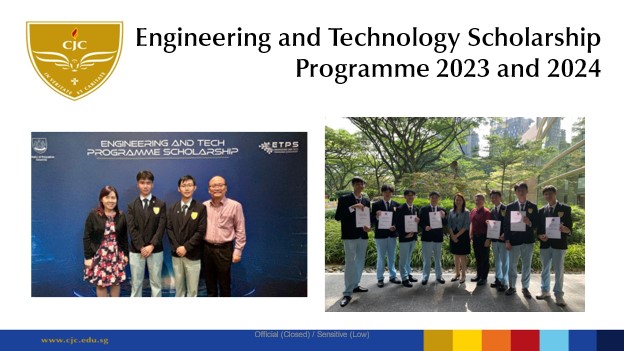 CJC
IN VERITATE ET CARITATE
Engineering and Technology Scholarship
Programme 2023 and 2024
ENGINEERING AND TECH
PROGRAMME SCHOLARSHIP
ETPS
www.cjc.edu.sg
Official (Closed) / Sensitive (Low)